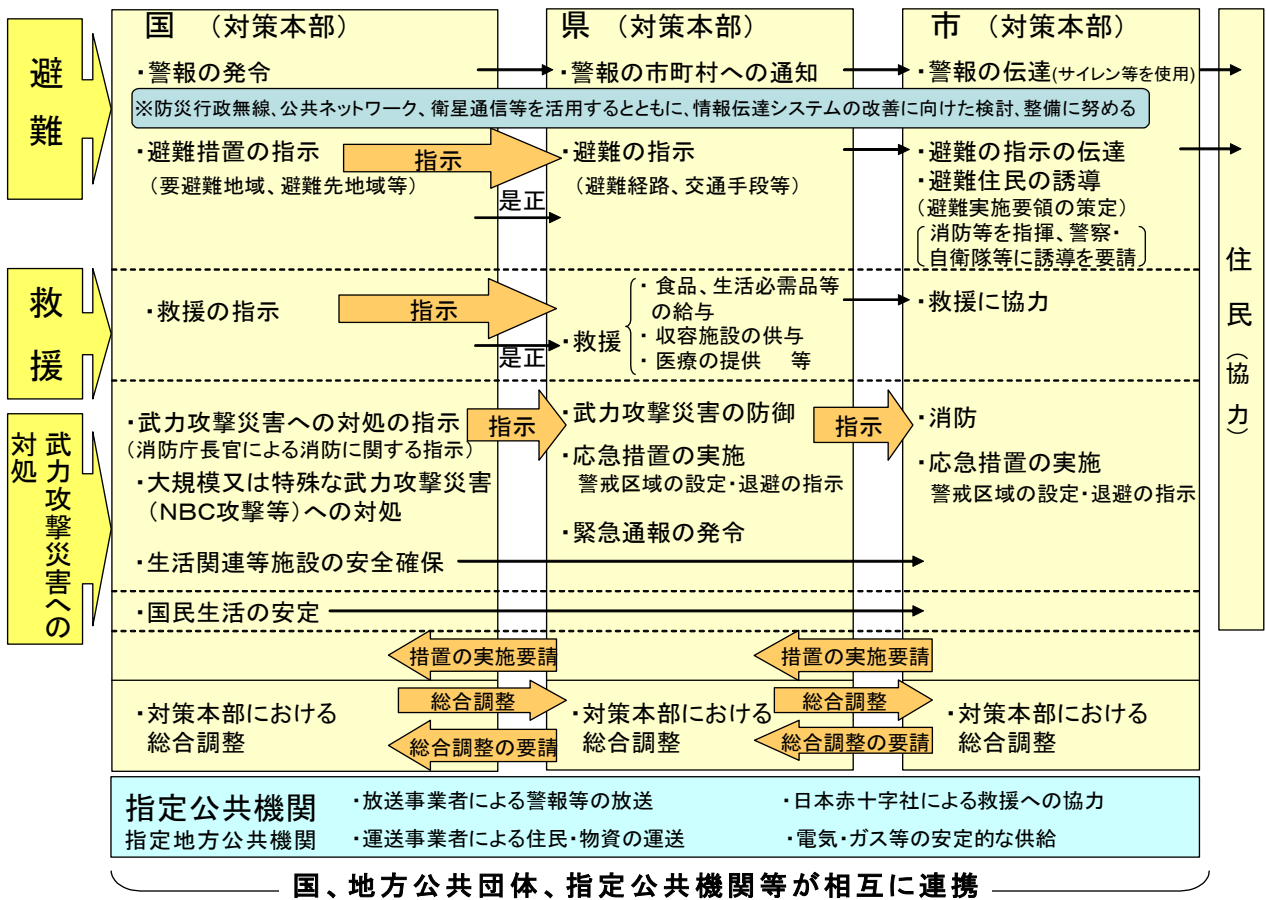 避難
国 （対策本部）
県 （対策本部）
市 （対策本部）
・警報の発令
・警報の市町村への通知
・警報の伝達(サイレン等を使用)
※防災行政無線、公共ネットワーク、衛星通信等を活用するとともに、情報伝達システムの改善に向けた検討、整備に努める
・避難措置の指示
（要避難地域、避難先地域等）
指示
是正
・避難の指示
（避難経路、交通手段等）
・避難の指示の伝達
・避難住民の誘導
（避難実施要領の策定）
消防等を指揮、警察・
自衛隊等に誘導を要請
住民（協力）
救援
・救援の指示
指示
是正
・救援
・ 食品、生活必需品等
の給与
・ 収容施設の供与
・ 医療の提供 等
・救援に協力
武力攻撃災害への
対処
・武力攻撃災害への対処の指示
（消防庁長官による消防に関する指示）
・大規模又は特殊な武力攻撃災害
（NBC攻撃等）への対処
・生活関連等施設の安全確保
指示
・武力攻撃災害の防御
・応急措置の実施
警戒区域の設定・退避の指示
・緊急通報の発令
指示
・消防
・応急措置の実施
警戒区域の設定・退避の指示
・国民生活の安定
措置の実施要請
措置の実施要請
・対策本部における
総合調整
総合調整
総合調整の要請
・対策本部における
総合調整
総合調整
総合調整の要請
・対策本部における
総合調整
指定公共機関
指定地方公共機関
・放送事業者による警報等の放送
・日本赤十字社による救援への協力
・運送事業者による住民・物資の運送
・電気・ガス等の安定的な供給
国、地方公共団体、指定公共機関等が相互に連携